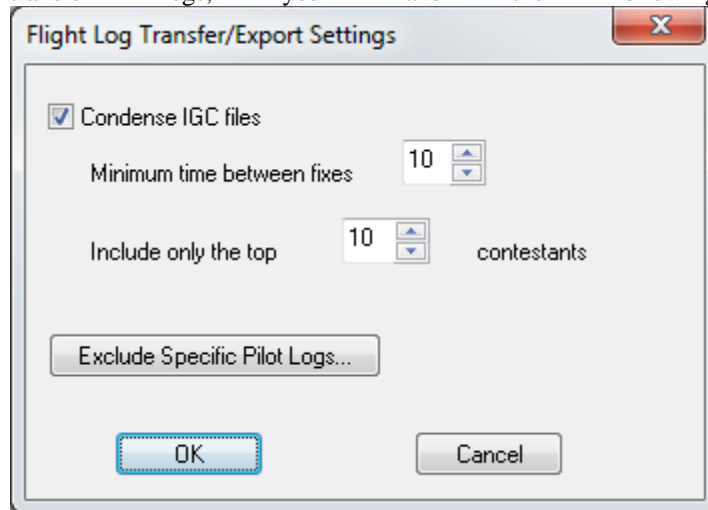 Flight Log Transfer/Export Settings
Condense IGC files
Minimum time between fixes 10
Include only the top 10 contestants
Exclude Specific Pilot Logs...
OK Cancel